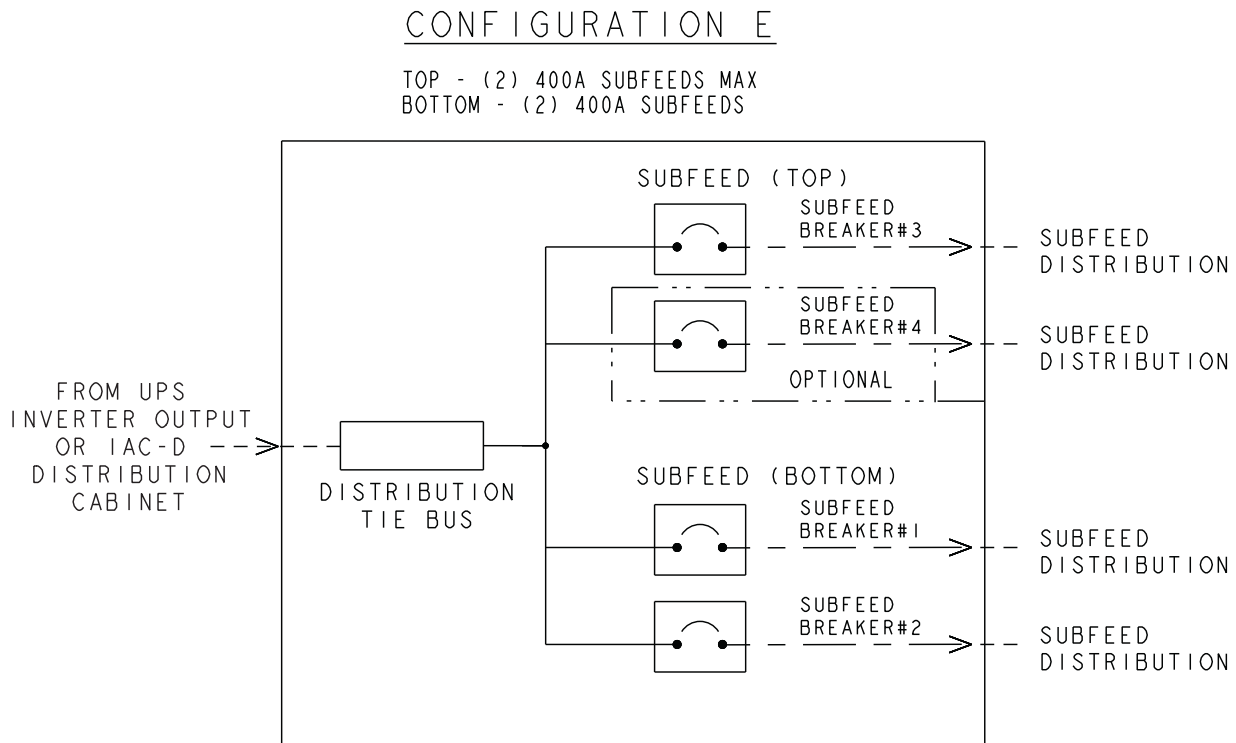 CONFIGURATION E
TOP - (2) 400A SUBFEEDS MAX
BOTTOM - (2) 400A SUBFEEDS
SUBFEED (TOP)
SUBFEED
BREAKER#3
SUBFEED
DISTRIBUTION
SUBFEED
BREAKER#4
SUBFEED
DISTRIBUTION
OPTIONAL
FROM UPS
INVERTER OUTPUT
OR IAC-D
DISTRIBUTION
CABINET
DISTRIBUTION
TIE BUS
SUBFEED (BOTTOM)
SUBFEED
BREAKER#1
SUBFEED
DISTRIBUTION
SUBFEED
BREAKER#2
SUBFEED
DISTRIBUTION